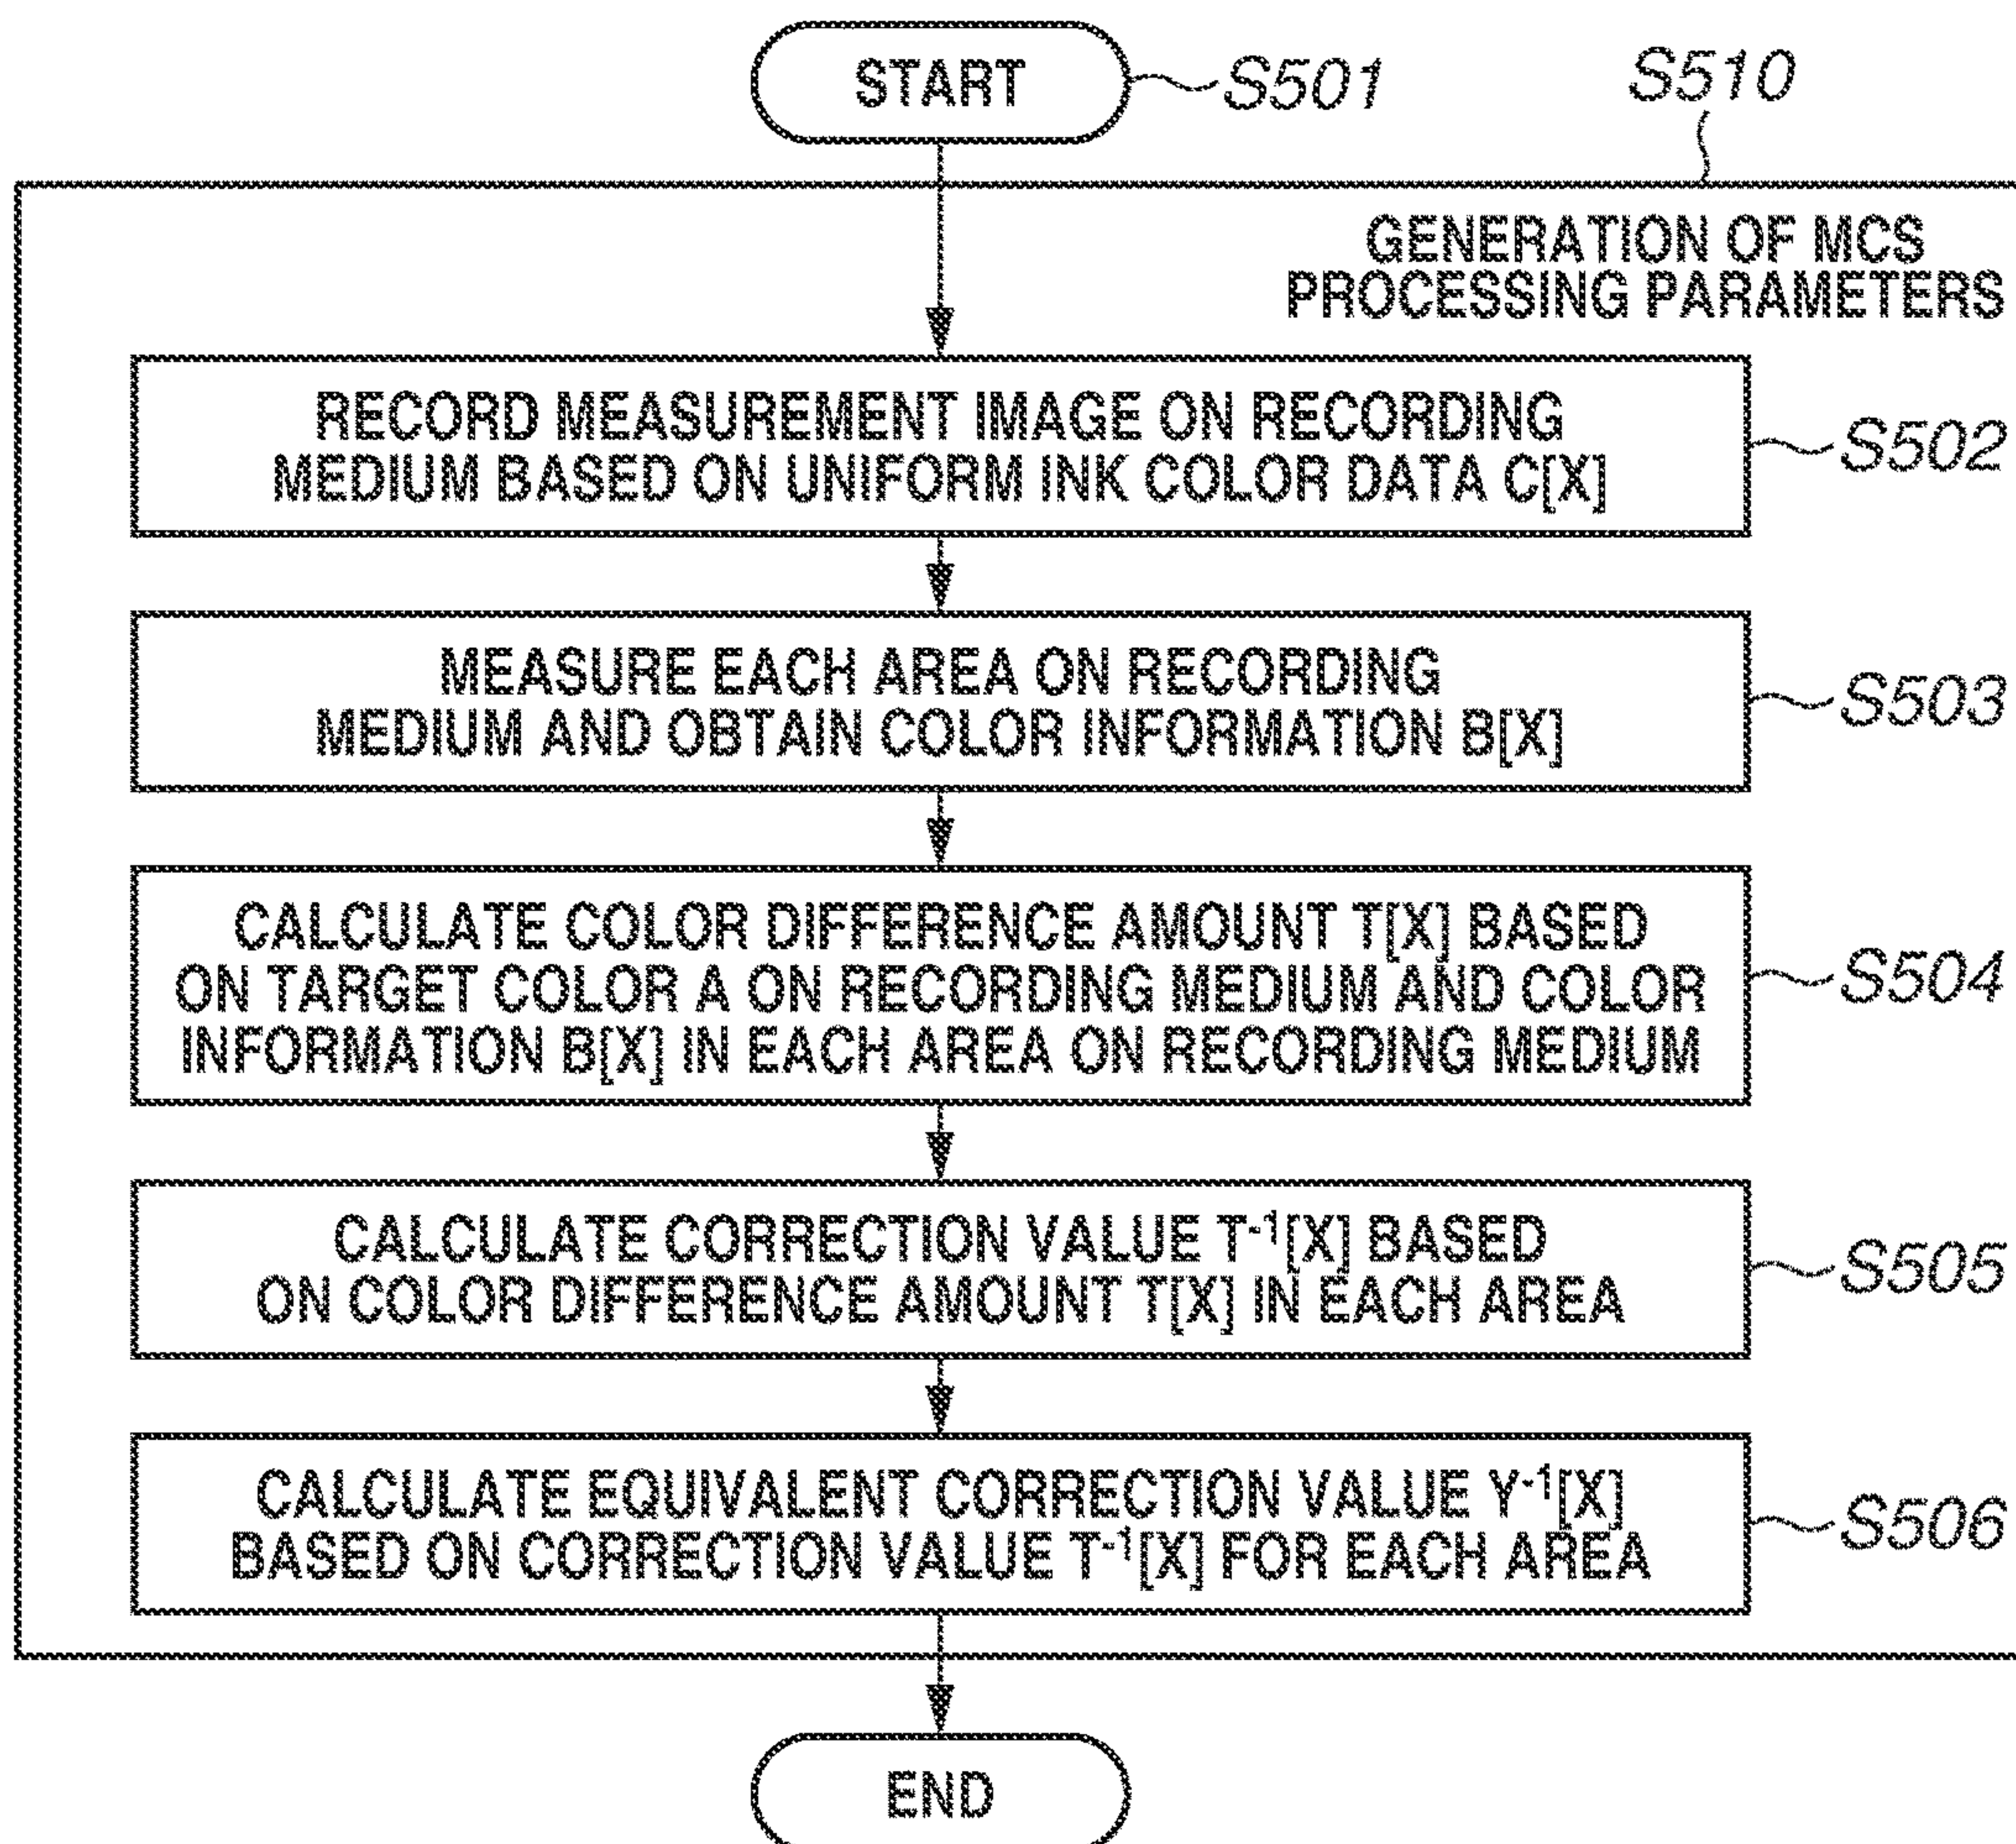 START
S501
S510
GENERATION OF MCS
PROCESSING PARAMETERS
RECORD MEASUREMENT IMAGE ON RECORDING
MEDIUM BASED ON UNIFORM INK COLOR DATA C[X]
S502
MEASURE EACH AREA ON RECORDING
MEDIUM AND OBTAIN COLOR INFORMATION B[X]
S503
CALCULATE COLOR DIFFERENCE AMOUNT T[X] BASED
ON TARGET COLOR A ON RECORDING MEDIUM AND COLOR
INFORMATION B[X] IN EACH AREA ON RECORDING MEDIUM
S504
CALCULATE CORRECTION VALUE T⁻¹[X] BASED
ON COLOR DIFFERENCE AMOUNT T[X] IN EACH AREA
S505
CALCULATE EQUIVALENT CORRECTION VALUE Y⁻¹[X]
BASED ON CORRECTION VALUE T⁻¹[X] FOR EACH AREA
S506
END